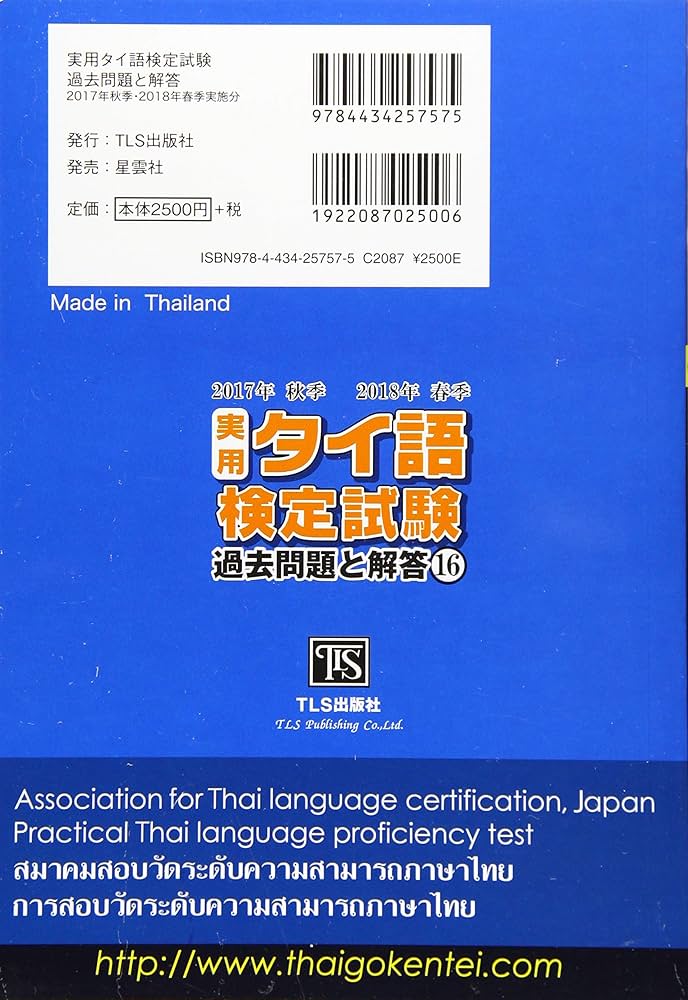 実用タイ語検定試験
過去問題と解答
2017年秋季・2018年春季実施分
発行：TLS出版社
発売：星雲社
定価：本体2500円+税
9784434257575
1922087025006
ISBN978-4-434-25757-5 C2087 ¥2500E
Made in Thailand
2017年 秋季 2018年 春季
実用タイ語
検定試験
過去問題と解答⑯
TLS
TLS出版社
TLS Publishing Co.,Ltd.
Association for Thai language certification, Japan
Practical Thai language proficiency test
สมาคมสอบวัดระดับความสามารถภาษาไทย
การสอบวัดระดับความสามารถภาษาไทย
http://www.thaigokentei.com